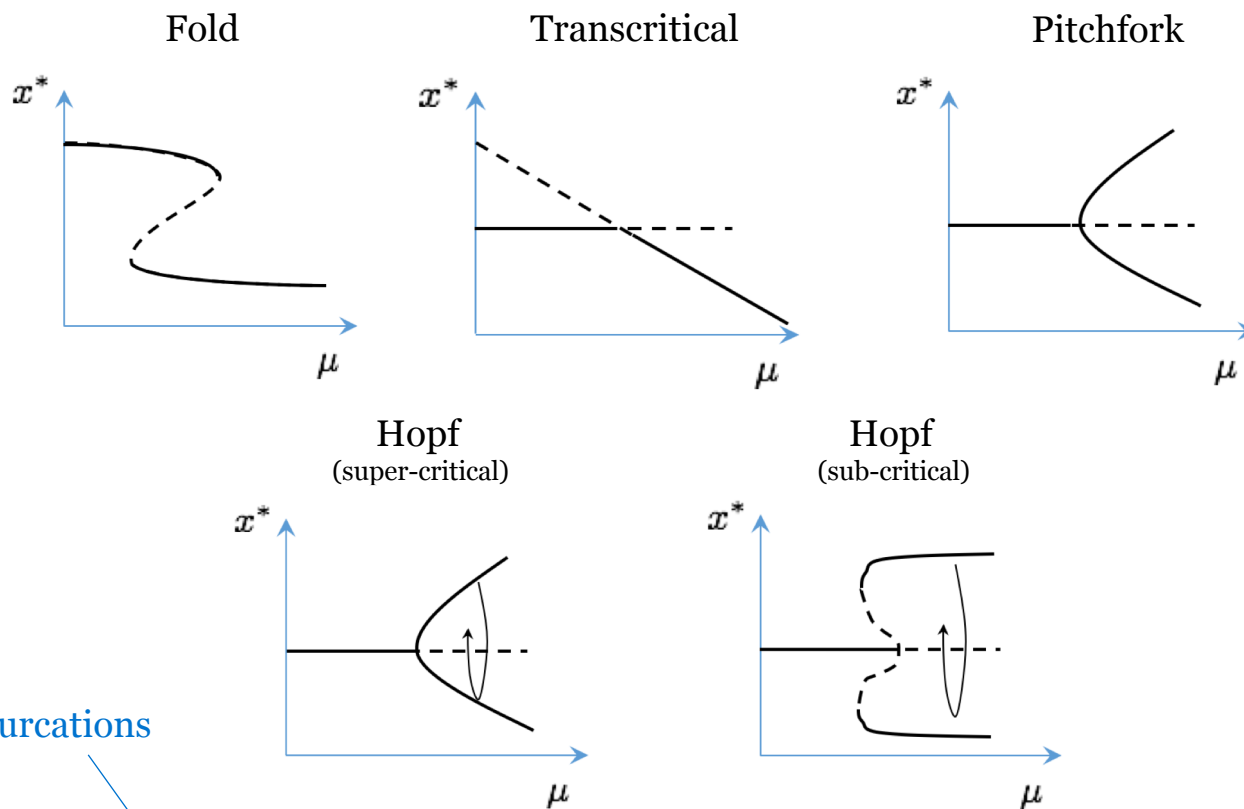 Fold
Transcritical
Pitchfork
x*
x*
x*
μ
μ
μ
Hopf
(super-critical)
Hopf
(sub-critical)
x*
x*
urcations
μ
μ